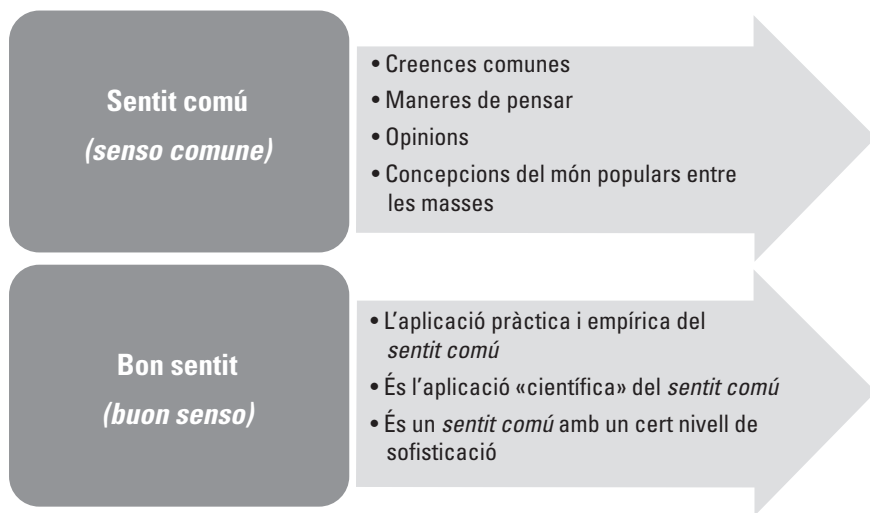 Sentit comú
(senso comune)
• Creences comunes
• Maneres de pensar
• Opinions
• Concepcions del món populars entre
les masses
Bon sentit
(buon senso)
• L’aplicació pràctica i empírica del
sentit comú
• És l’aplicació «científica» del sentit comú
• És un sentit comú amb un cert nivell de
sofisticació